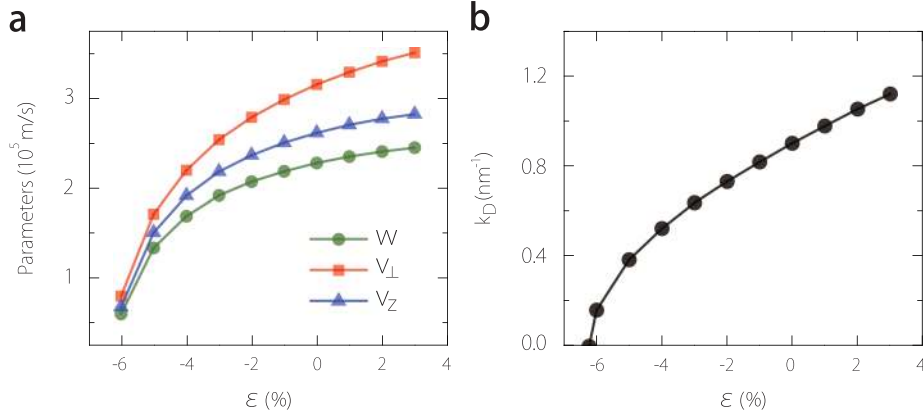 a
Parameters (10⁵ m/s)
3
2
1
W
V⊥
VZ
-6 -4 -2 0 2 4
ε (%)
b
kD (nm⁻¹)
1.2
0.8
0.4
0.0
-6 -4 -2 0 2 4
ε (%)